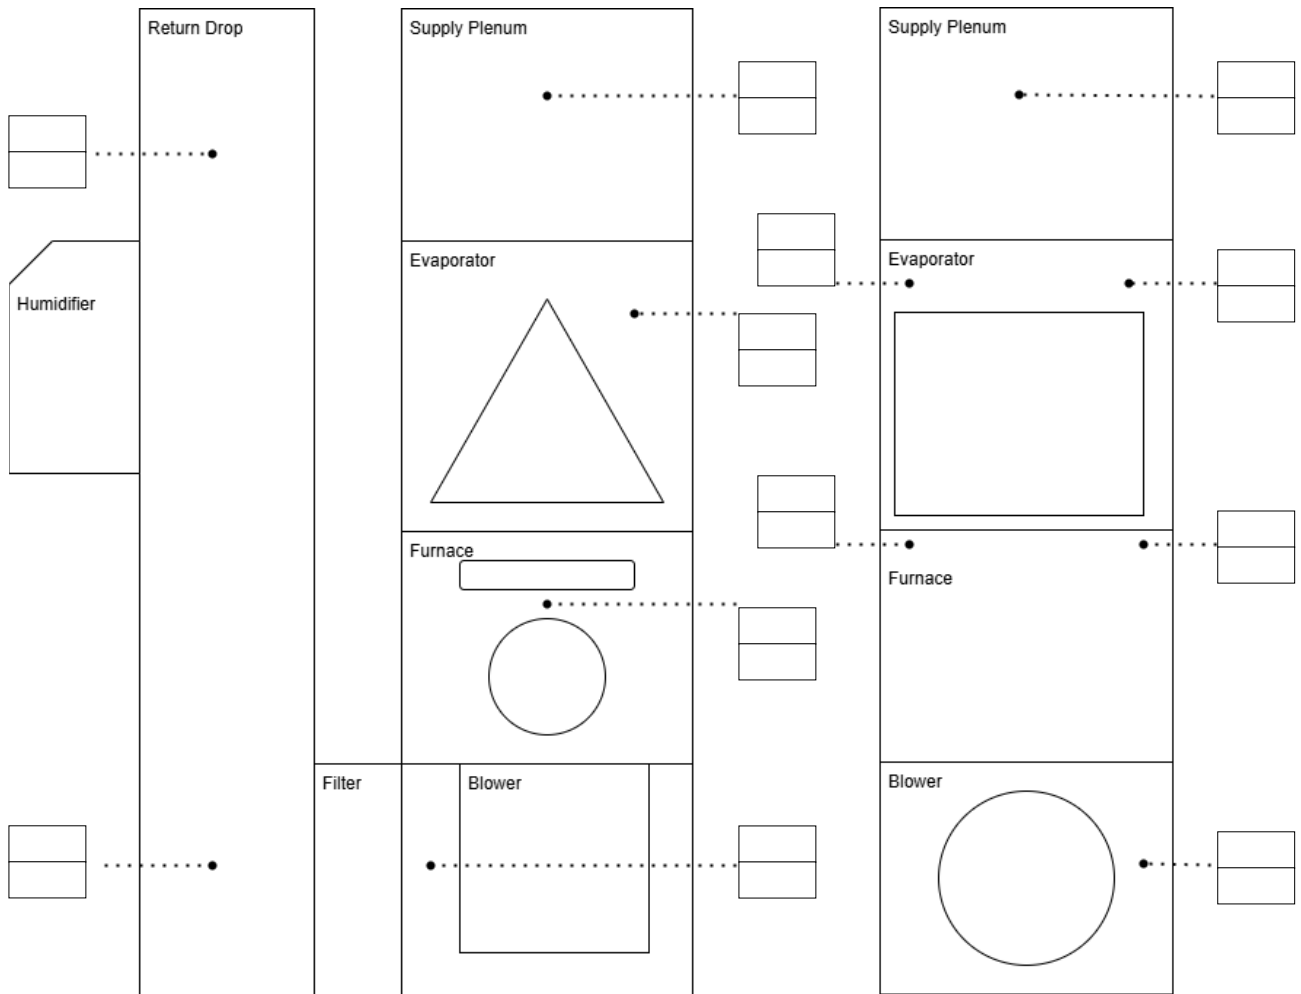 Return Drop
Supply Plenum
Supply Plenum
Humidifier
Evaporator
Evaporator
Furnace
Furnace
Filter
Blower
Blower